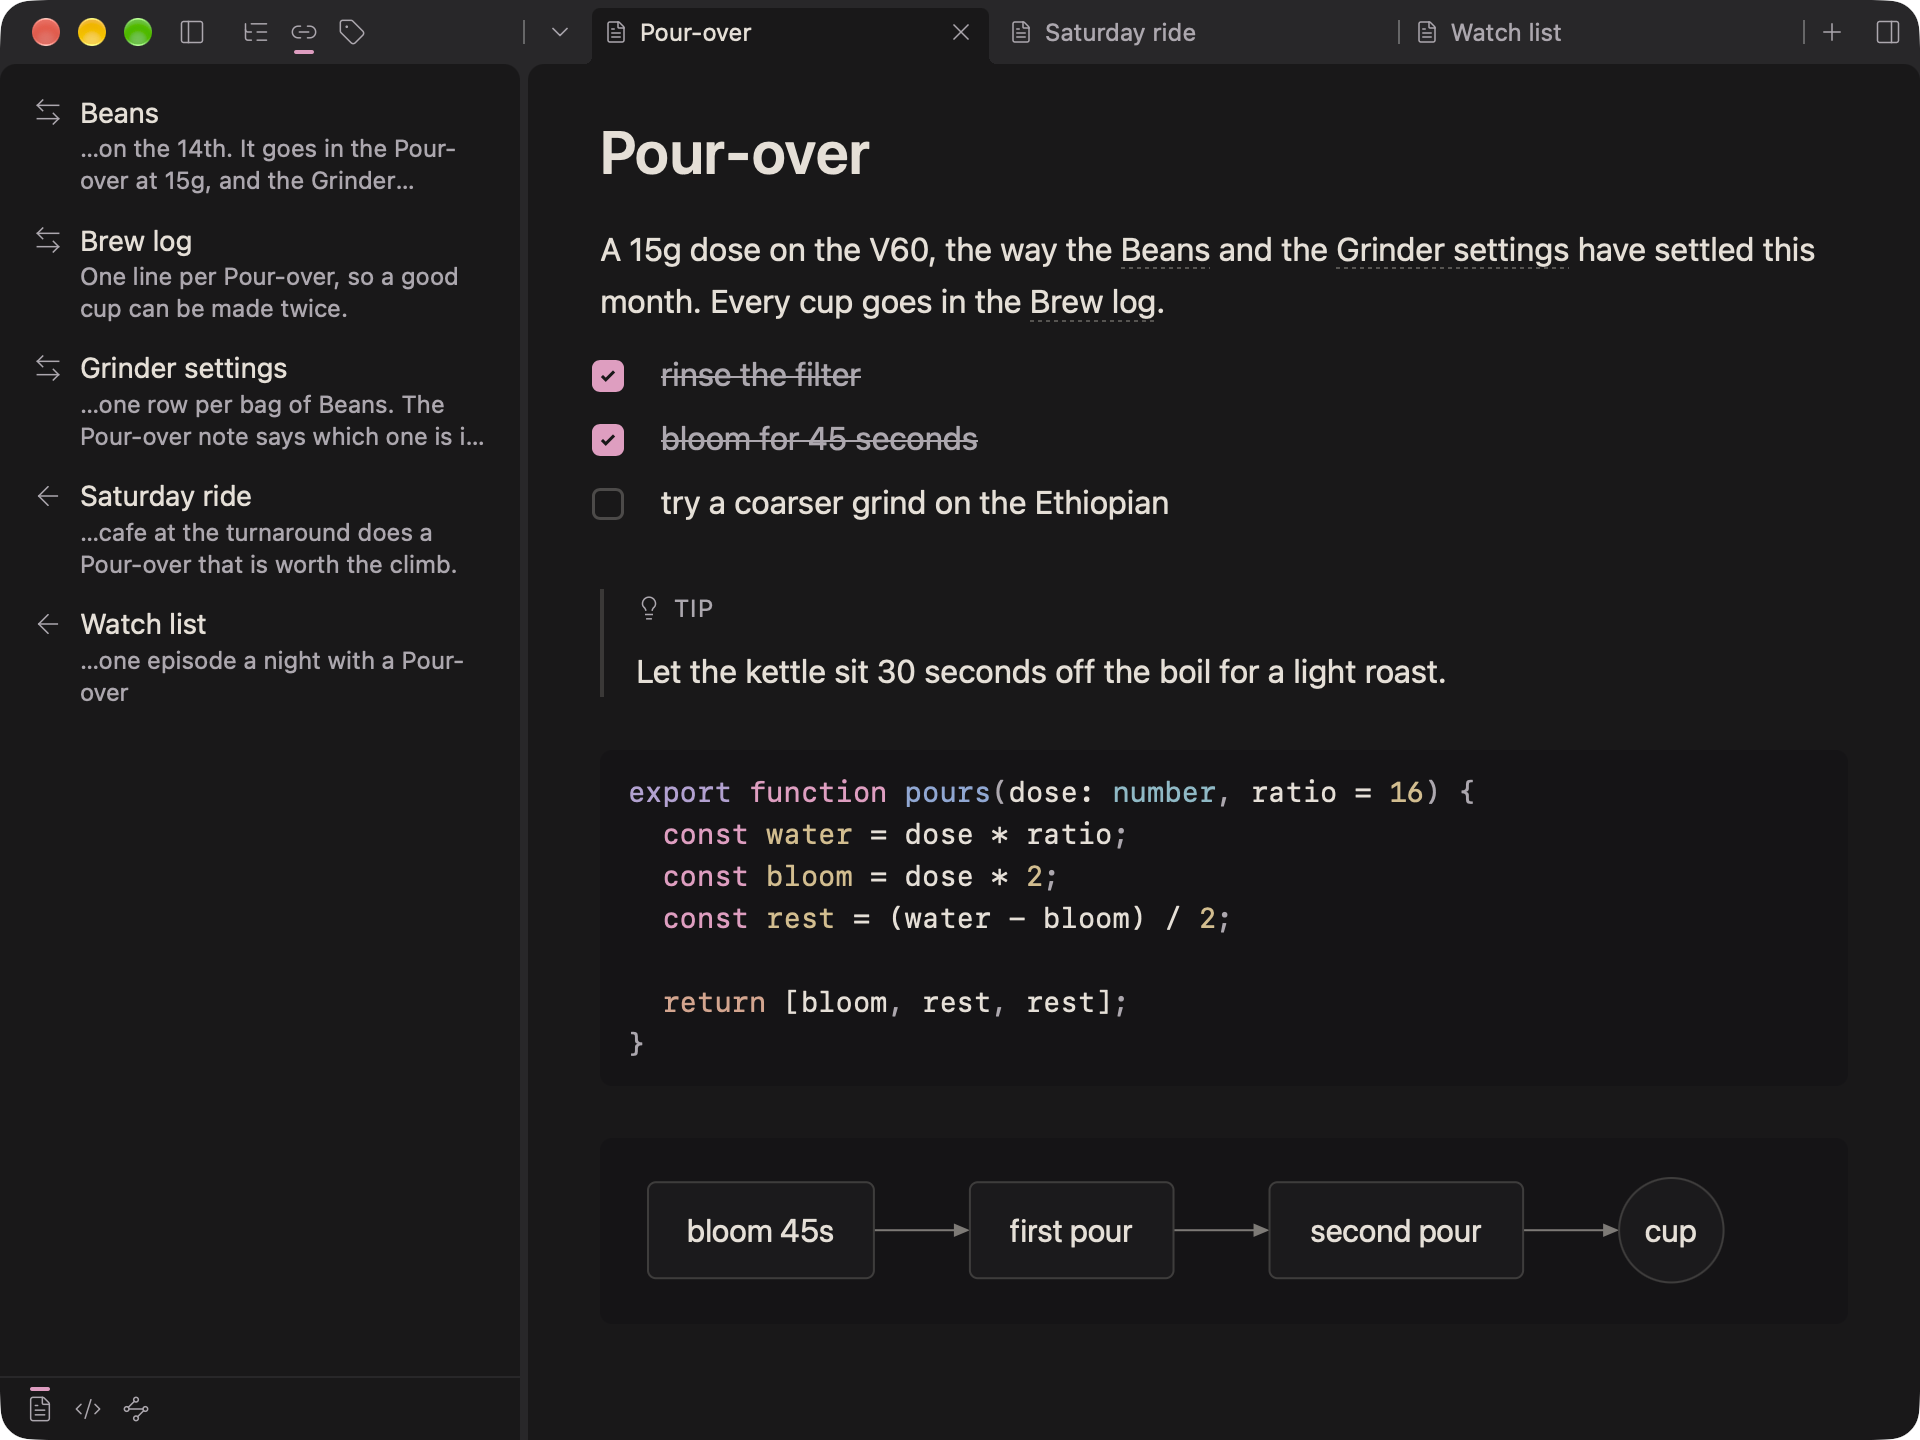 Pour-over
Saturday ride
Watch list
Beans
...on the 14th. It goes in the Pour-
over at 15g, and the Grinder...
Brew log
One line per Pour-over, so a good
cup can be made twice.
Grinder settings
...one row per bag of Beans. The
Pour-over note says which one is i...
Saturday ride
...cafe at the turnaround does a
Pour-over that is worth the climb.
Watch list
...one episode a night with a Pour-
over
Pour-over
A 15g dose on the V60, the way the Beans and the Grinder settings have settled this
month. Every cup goes in the Brew log.
rinse the filter
bloom for 45 seconds
try a coarser grind on the Ethiopian
TIP
Let the kettle sit 30 seconds off the boil for a light roast.
export function pours(dose: number, ratio = 16) {
  const water = dose * ratio;
  const bloom = dose * 2;
  const rest = (water - bloom) / 2;
  return [bloom, rest, rest];
}
bloom 45s
first pour
second pour
cup